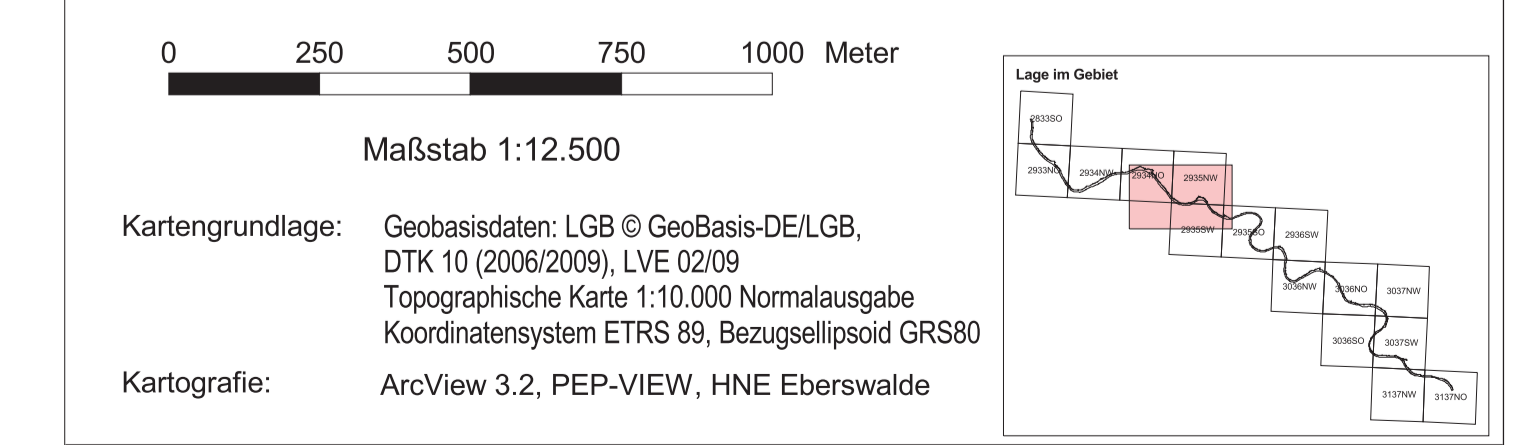 0 250 500 750 1000 Meter
Maßstab 1:12.500
Kartengrundlage: Geobasisdaten: LGB © GeoBasis-DE/LGB,
DTK 10 (2006/2009), LVE 02/09
Topographische Karte 1:10.000 Normalausgabe
Koordinatensystem ETRS 89, Bezugsellipsoid GRS80
Kartografie: ArcView 3.2, PEP-VIEW, HNE Eberswalde
Lage im Gebiet
2833SO
2933NO 2934NW 2934NO 2935NW
2935SW 2935SO 2936SW
3036NW 3036NO 3037NW
3036SO 3037SW
3137NW 3137NO